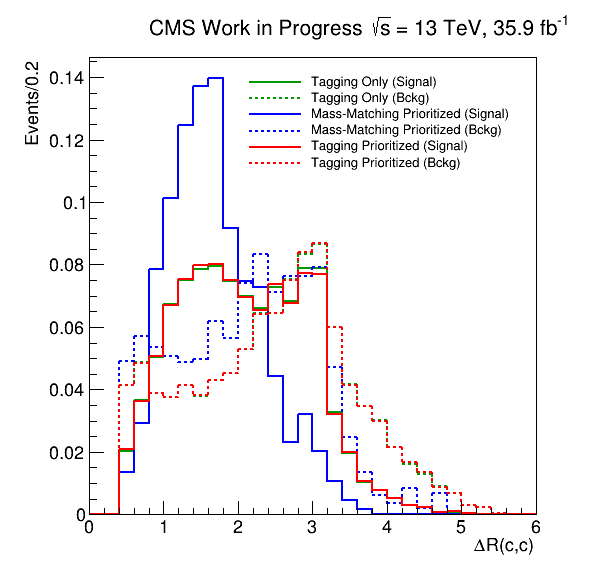 CMS Work in Progress √s = 13 TeV, 35.9 fb⁻¹
Events/0.2
Tagging Only (Signal)
Tagging Only (Bckg)
Mass-Matching Prioritized (Signal)
Mass-Matching Prioritized (Bckg)
Tagging Prioritized (Signal)
Tagging Prioritized (Bckg)
0.14
0.12
0.1
0.08
0.06
0.04
0.02
0
0 1 2 3 4 5 6
ΔR(c,c)